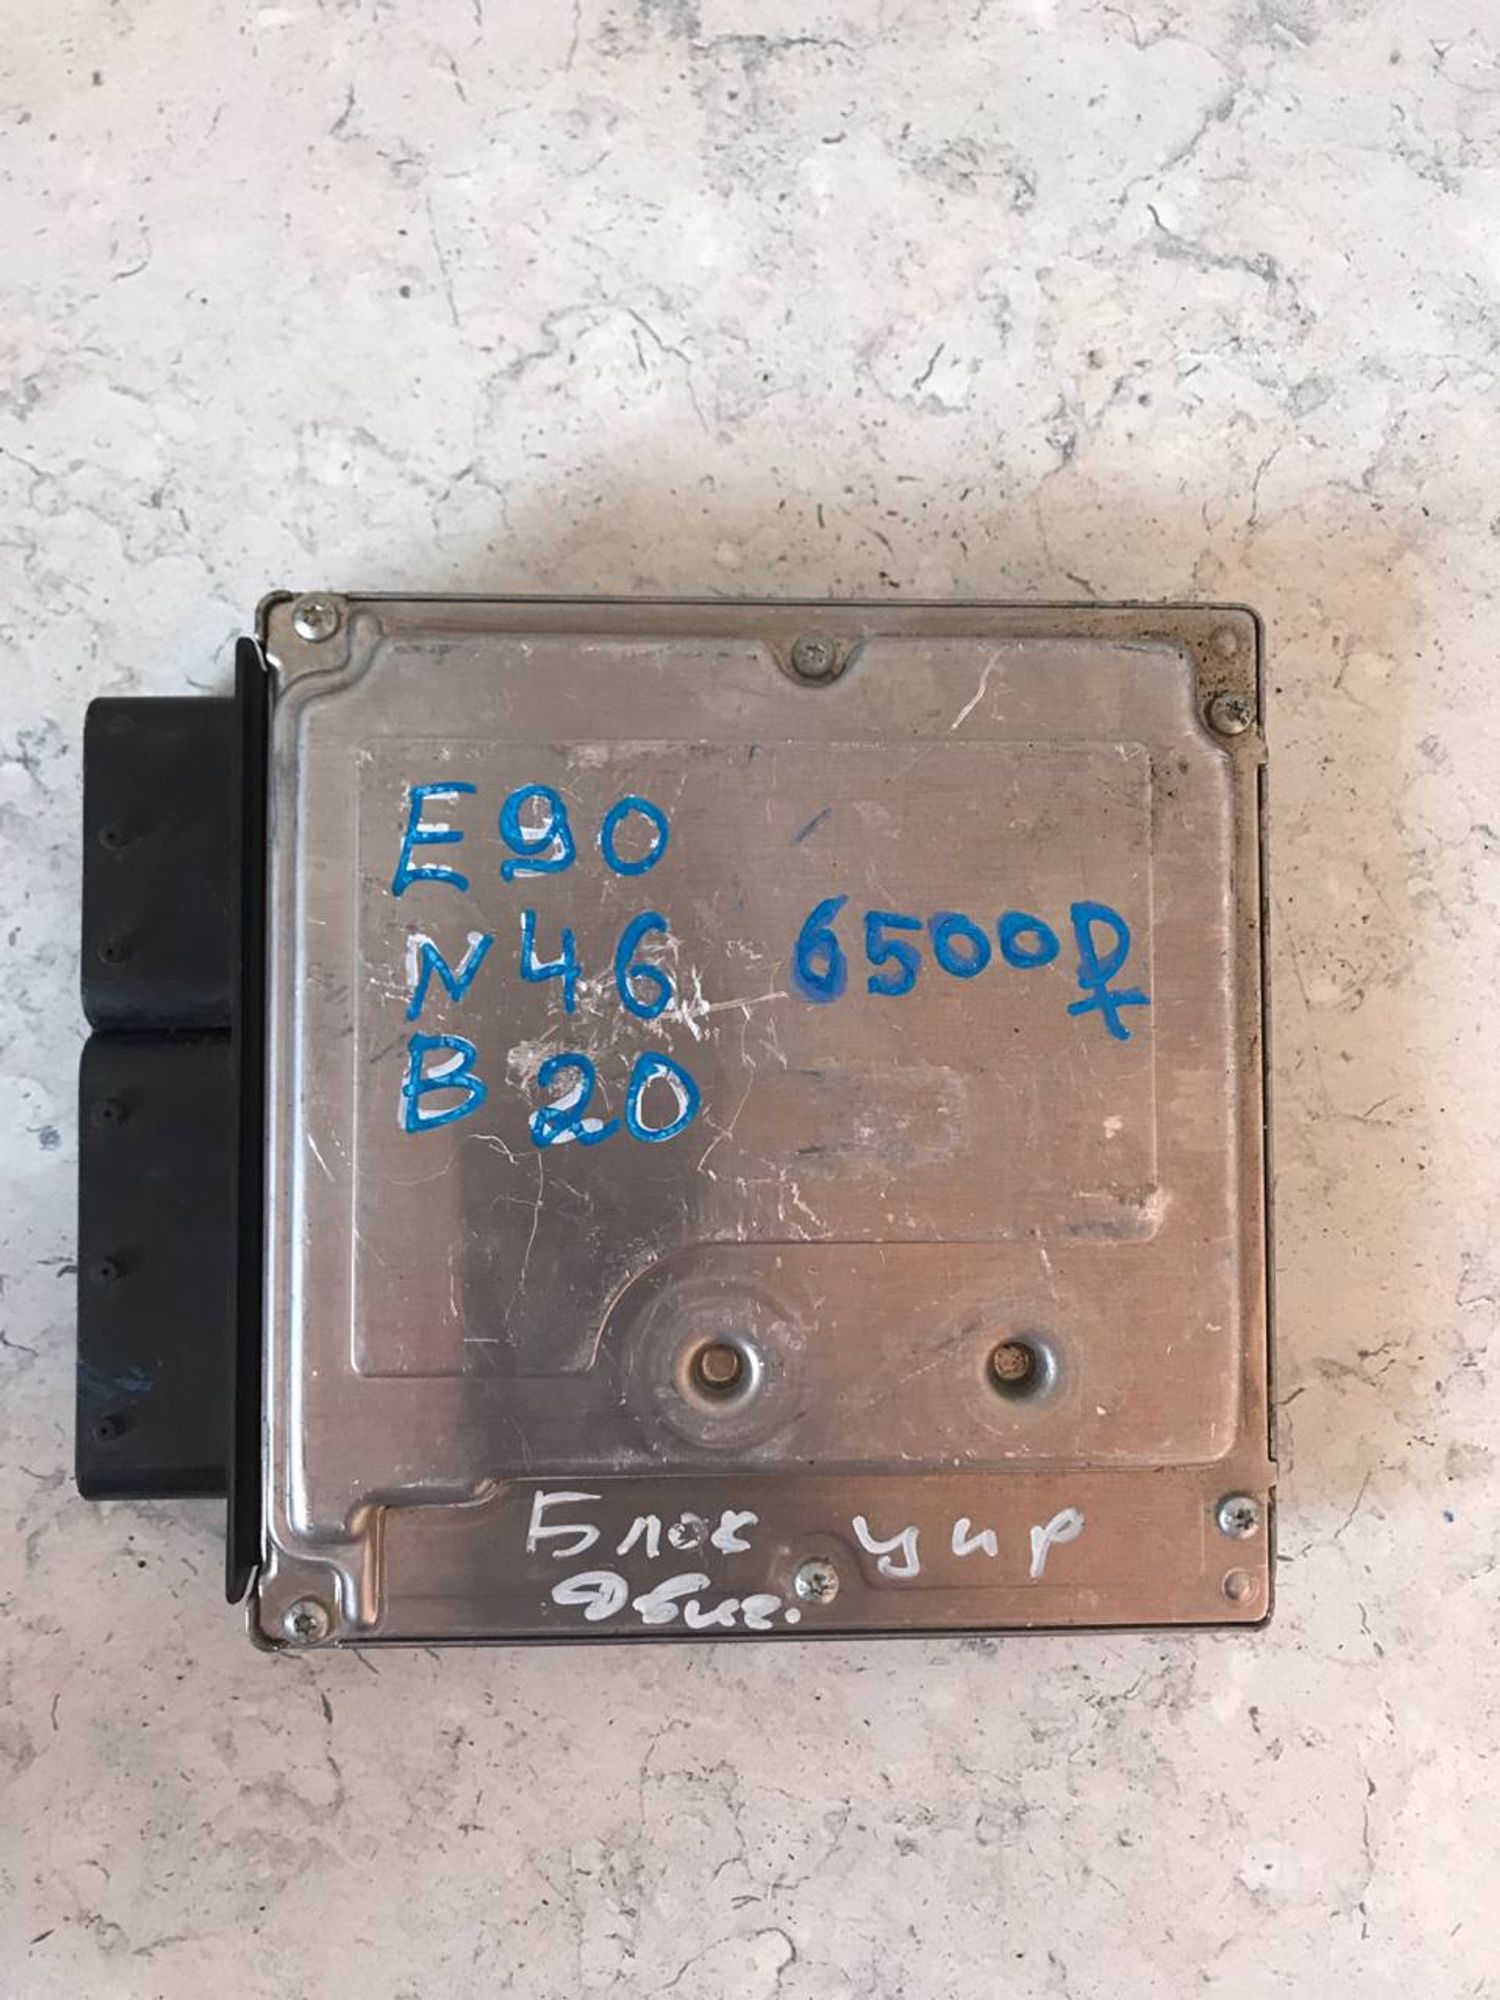 E90
N46 6500₽
B20
Блок упр
двиг.